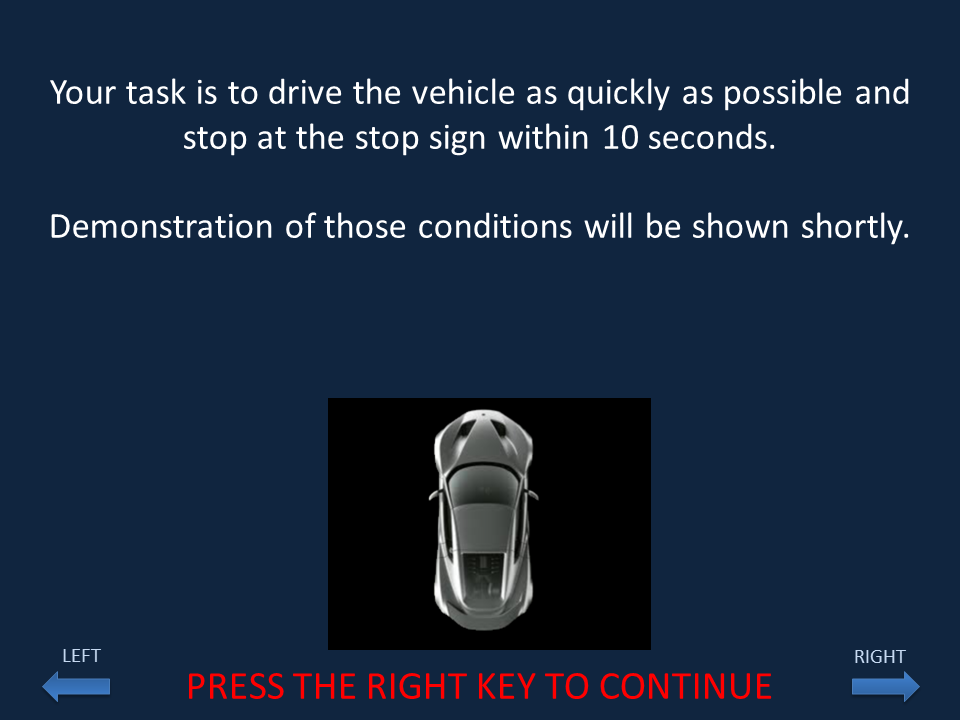 Your task is to drive the vehicle as quickly as possible and
stop at the stop sign within 10 seconds.
Demonstration of those conditions will be shown shortly.
LEFT
RIGHT
PRESS THE RIGHT KEY TO CONTINUE